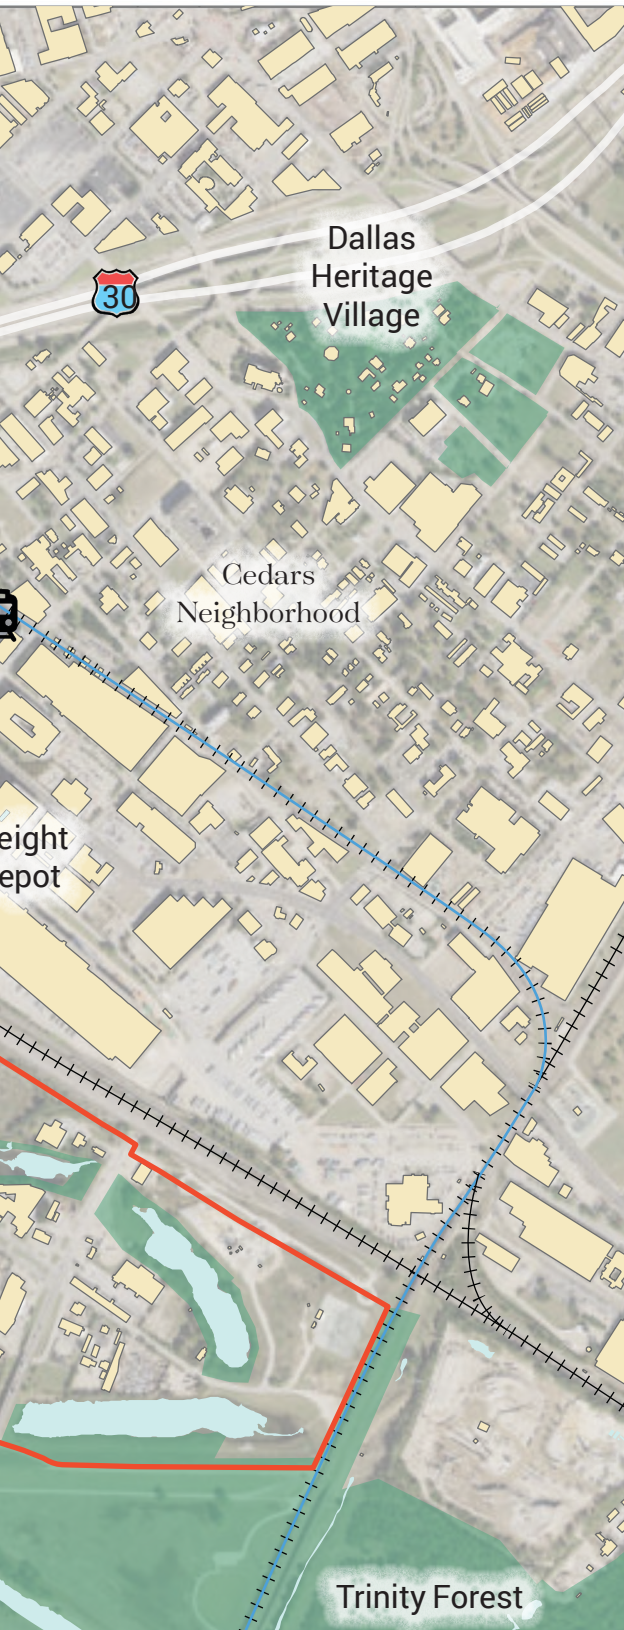 Dallas
Heritage
Village
30
Cedars
Neighborhood
eight
epot
Trinity Forest